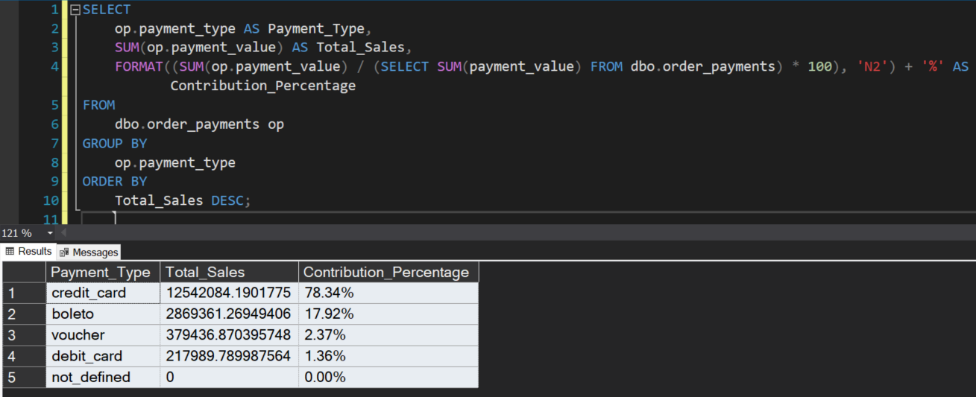 1 SELECT
2 op.payment_type AS Payment_Type,
3 SUM(op.payment_value) AS Total_Sales,
4 FORMAT((SUM(op.payment_value) / (SELECT SUM(payment_value) FROM dbo.order_payments) * 100), 'N2') + '%' AS
Contribution_Percentage
5 FROM
6 dbo.order_payments op
7 GROUP BY
8 op.payment_type
9 ORDER BY
10 Total_Sales DESC;
11
121 %
Results Messages
Payment_Type Total_Sales Contribution_Percentage
1 credit_card 12542084.1901775 78.34%
2 boleto 2869361.26949406 17.92%
3 voucher 379436.870395748 2.37%
4 debit_card 217989.789987564 1.36%
5 not_defined 0 0.00%